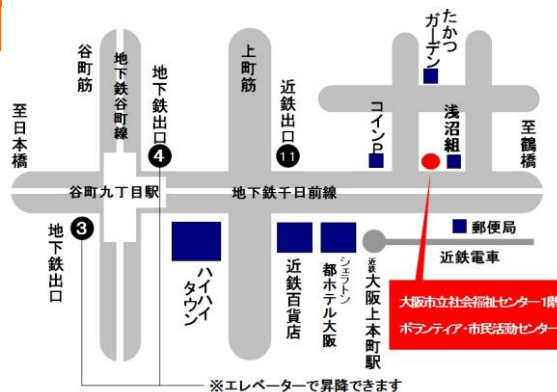 たかつガーデン
谷町筋
地下鉄谷町線
地下鉄出口
4
上町筋
近鉄出口
11
コインP
浅沼組
至日本橋
至鶴橋
谷町九丁目駅
地下鉄千日前線
地下鉄出口
3
ハイハイタウン
近鉄百貨店
シェラトン
都ホテル大阪
近鉄
大阪上本町駅
郵便局
近鉄電車
大阪市立社会福祉センター1階
ボランティア・市民活動センター
※エレベーターで昇降できます